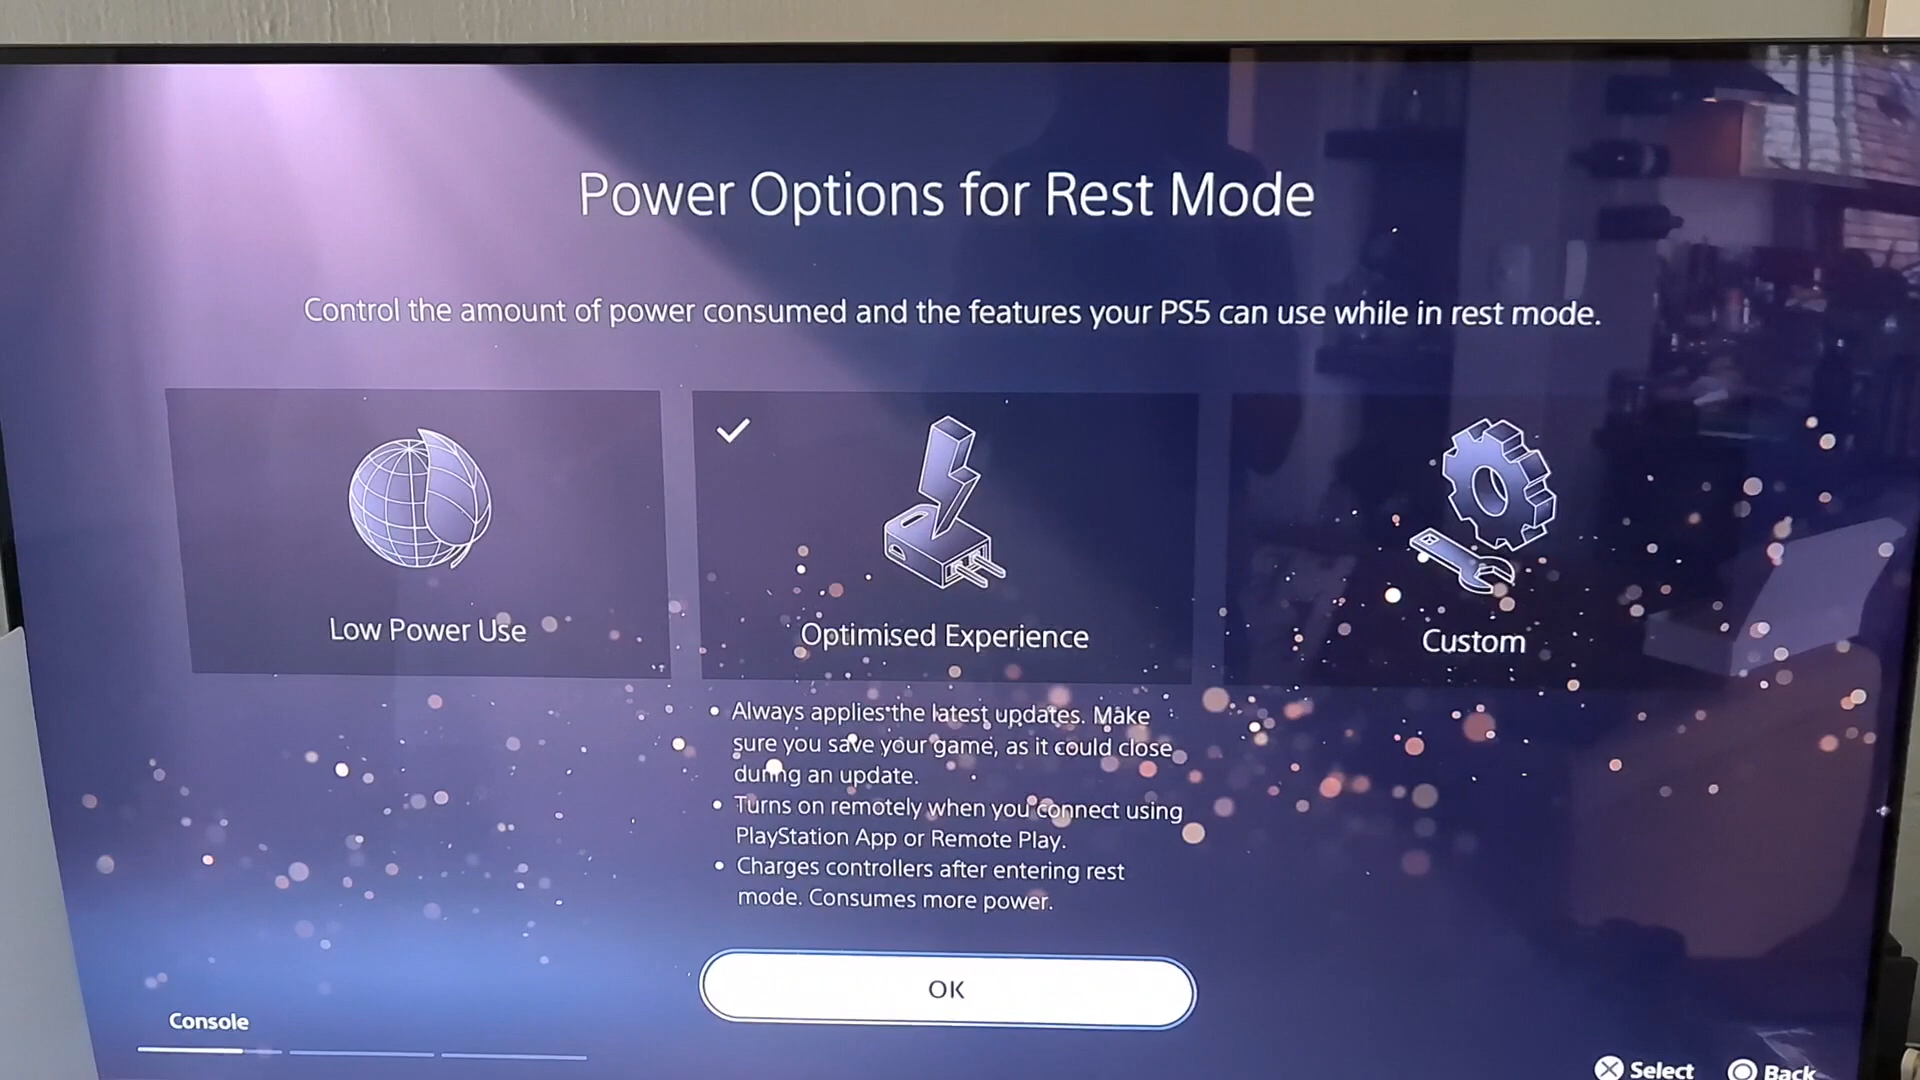 Power Options for Rest Mode
Control the amount of power consumed and the features your PS5 can use while in rest mode.
Low Power Use
Optimised Experience
Custom
• Always applies the latest updates. Make
sure you save your game, as it could close
during an update.
• Turns on remotely when you connect using
PlayStation App or Remote Play.
• Charges controllers after entering rest
mode. Consumes more power.
OK
Console
Select
Back